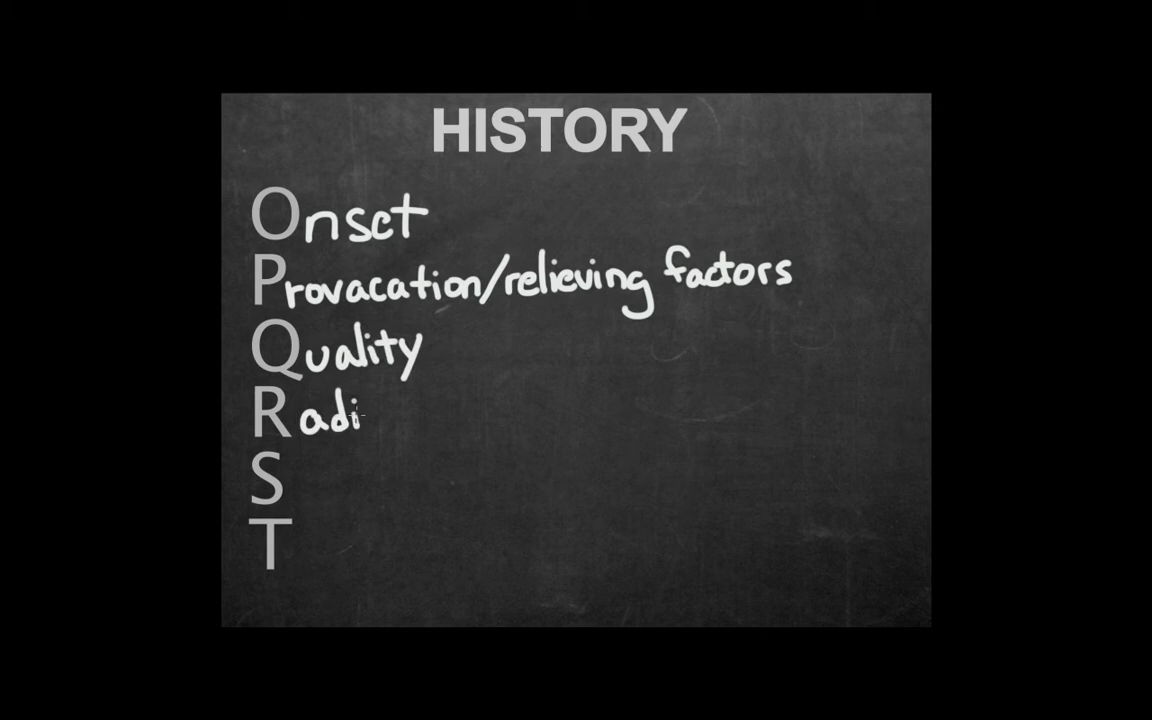 HISTORY
Onset
Provacation/relieving factors
Quality
Radi
S
T